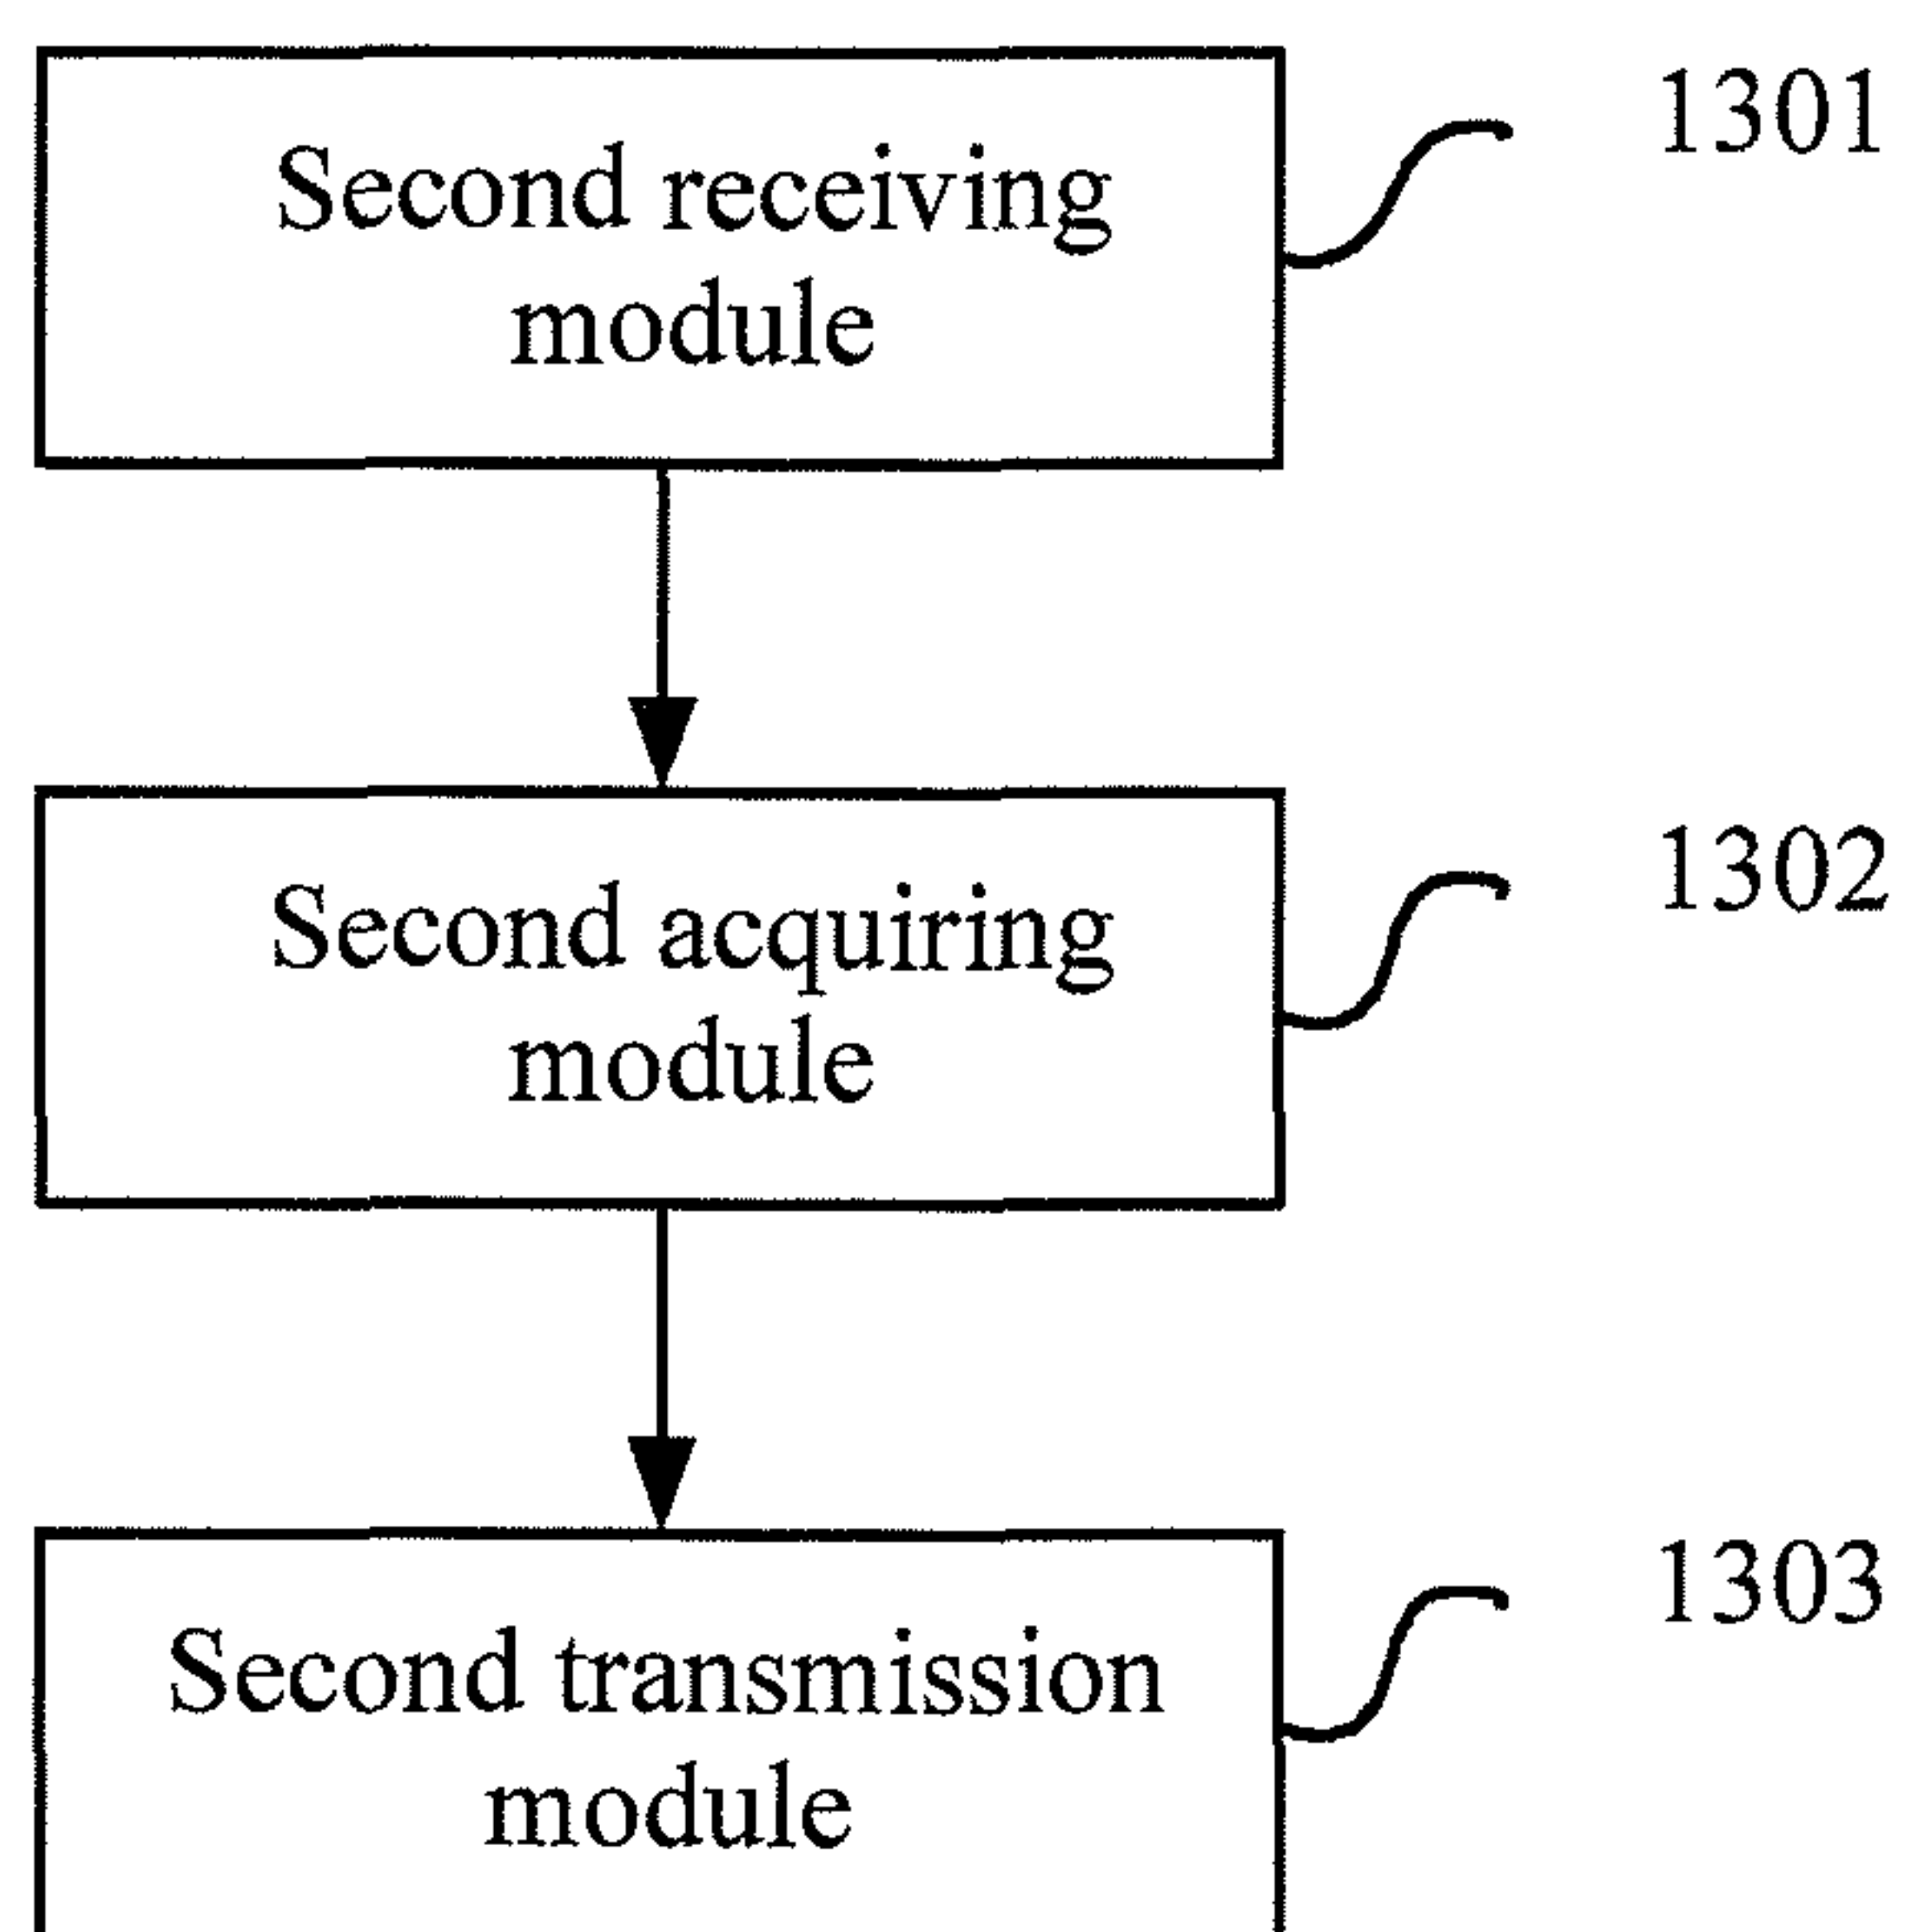 Second receiving
module
1301
Second acquiring
module
1302
Second transmission
module
1303